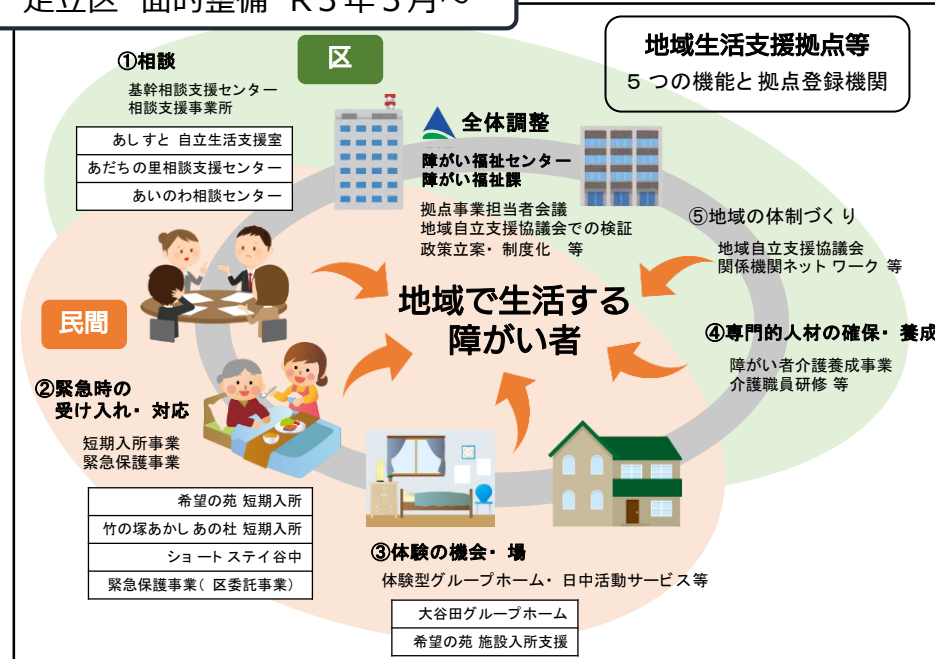 足立区 面的整備 R3年3月～
地域生活支援拠点等
5つの機能と拠点登録機関
区
①相談
基幹相談支援センター
相談支援事業所
あしすと 自立生活支援室
あだちの里相談支援センター
あいのわ相談センター
全体調整
障がい福祉センター
障がい福祉課
拠点事業担当者会議
地域自立支援協議会での検証
政策立案・制度化 等
⑤地域の体制づくり
地域自立支援協議会
関係機関ネットワーク 等
地域で生活する
障がい者
民間
④専門的人材の確保・養成
障がい者介護養成事業
介護職員研修 等
②緊急時の
受け入れ・対応
短期入所事業
緊急保護事業
希望の苑 短期入所
竹の塚あかしあの杜 短期入所
ショートステイ谷中
緊急保護事業(区委託事業)
③体験の機会・場
体験型グループホーム・日中活動サービス等
大谷田グループホーム
希望の苑 施設入所支援